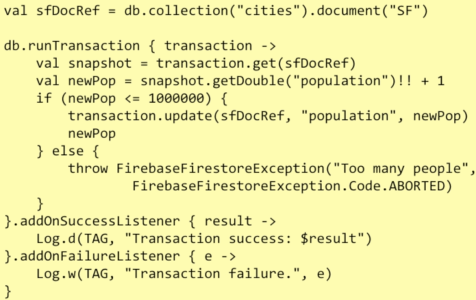 val sfDocRef = db.collection("cities").document("SF")

db.runTransaction { transaction ->
    val snapshot = transaction.get(sfDocRef)
    val newPop = snapshot.getDouble("population")!! + 1
    if (newPop <= 1000000) {
        transaction.update(sfDocRef, "population", newPop)
        newPop
    } else {
        throw FirebaseFirestoreException("Too many people",
                FirebaseFirestoreException.Code.ABORTED)
    }
}.addOnSuccessListener { result ->
    Log.d(TAG, "Transaction success: $result")
}.addOnFailureListener { e ->
    Log.w(TAG, "Transaction failure.", e)
}